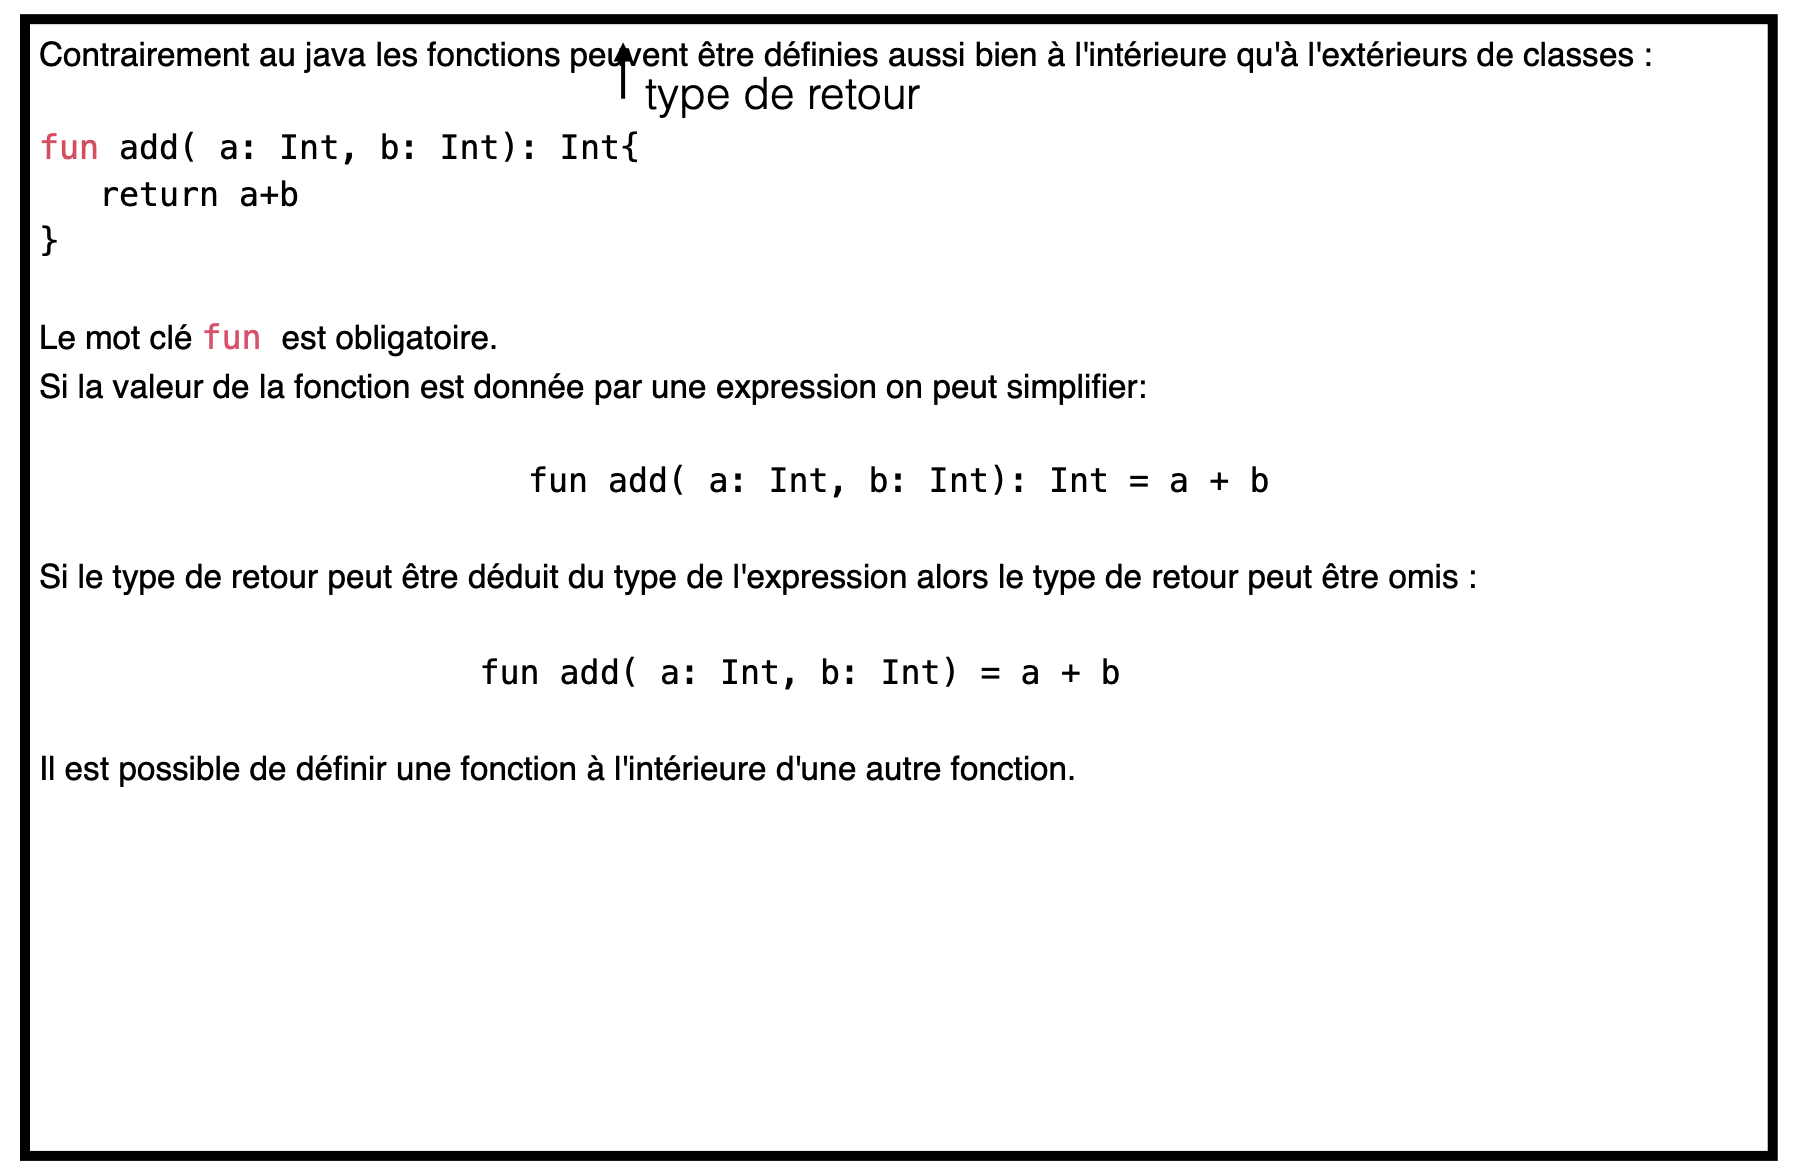 Contrairement au java les fonctions peuvent être définies aussi bien à l'intérieure qu'à l'extérieurs de classes :
type de retour
fun add( a: Int, b: Int): Int{
return a+b
}
Le mot clé fun est obligatoire.
Si la valeur de la fonction est donnée par une expression on peut simplifier:
fun add( a: Int, b: Int): Int = a + b
Si le type de retour peut être déduit du type de l'expression alors le type de retour peut être omis :
fun add( a: Int, b: Int) = a + b
Il est possible de définir une fonction à l'intérieure d'une autre fonction.